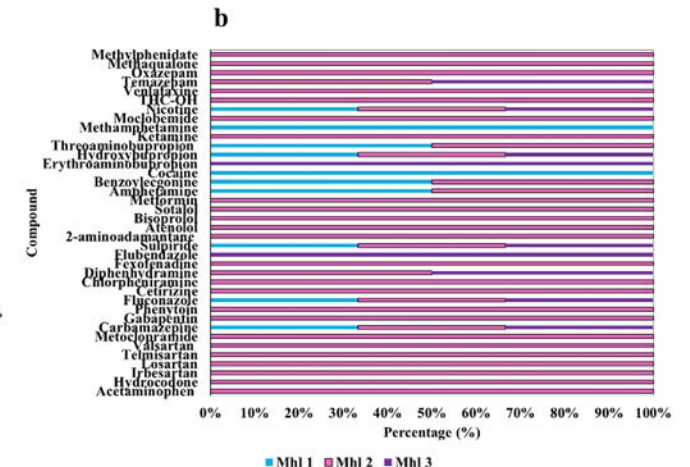 b
Methylphenidate
Methaqualone
Oxazepam
Temazepam
Venlafaxine
THC-OH
Nicotine
Moclobemide
Methamphetamine
Ketamine
Threoaminobupropion
Hydroxybupropion
Erythroaminobupropion
Cocaine
Benzoylecgonine
Amphetamine
Metformin
Sotalol
Bisoprolol
Atenolol
2-aminoadamantane
Sulpiride
Flubendazole
Fexofenadine
Diphenhydramine
Chlorpheniramine
Cetirizine
Fluconazole
Phenytoin
Gabapentin
Carbamazepine
Metoclopramide
Valsartan
Telmisartan
Losartan
Irbesartan
Hydrocodone
Acetaminophen
Compound
0% 10% 20% 30% 40% 50% 60% 70% 80% 90% 100%
Percentage (%)
Mhl 1 Mhl 2 Mhl 3